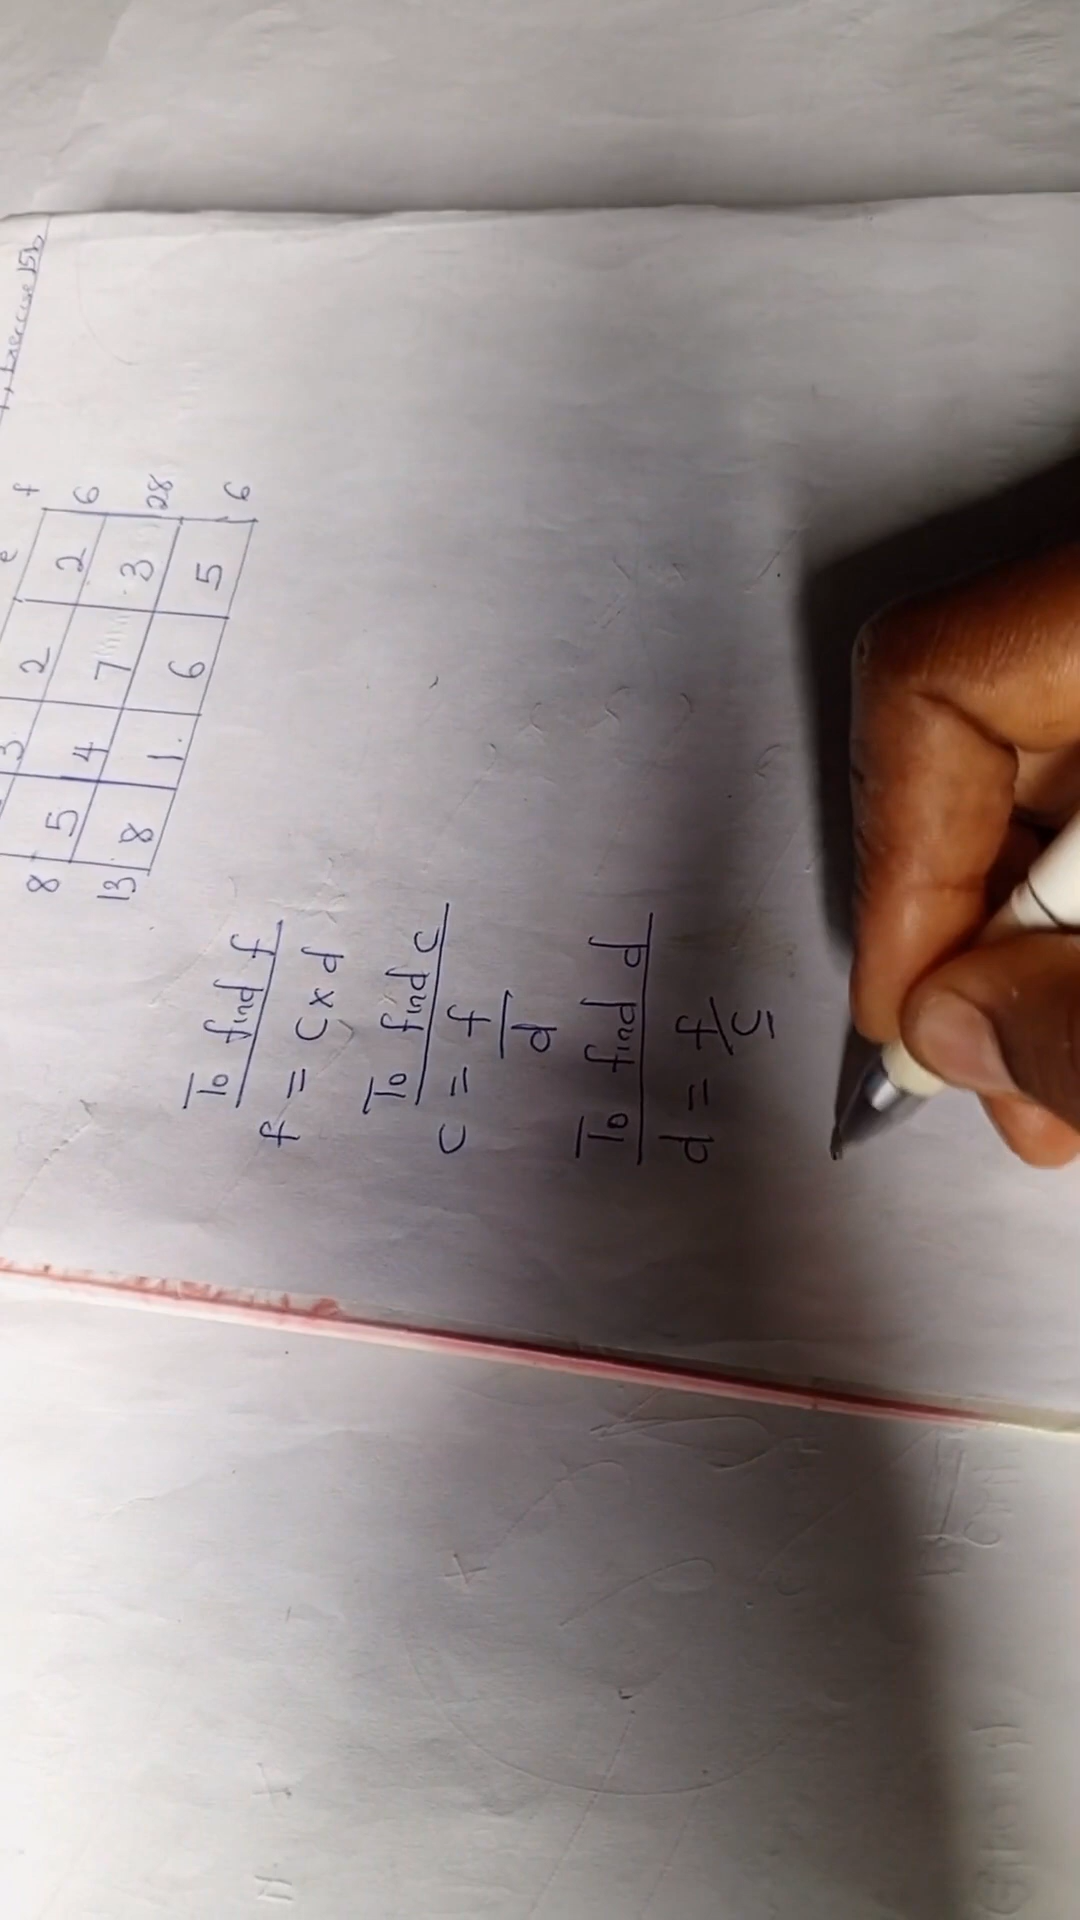 Exercise 15b
e f
3 2 2 6
8 5 4 7 3 28
13 8 1 6 5 6
To find f
f = c x d
To find c
c = f
d
To find d
d = f
c